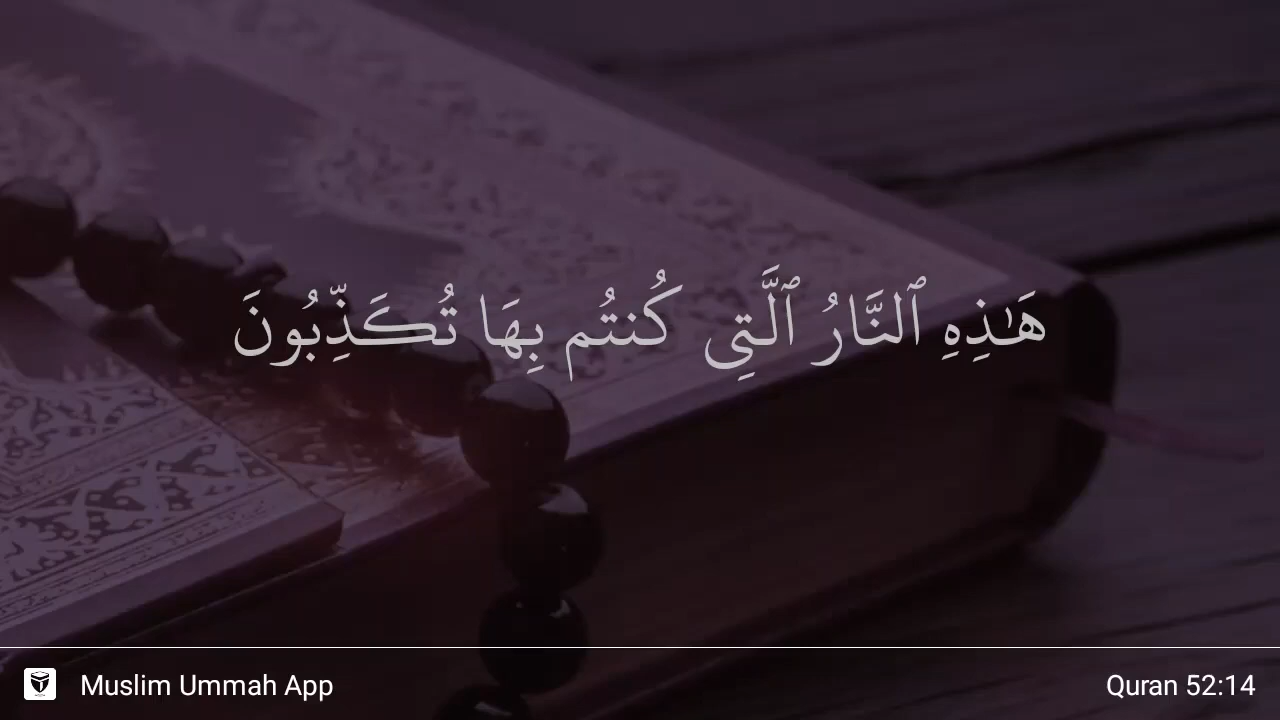 هَـٰذِهِ ٱلنَّارُ ٱلَّتِى كُنتُم بِهَا تُكَذِّبُونَ
Muslim Ummah App
Quran 52:14